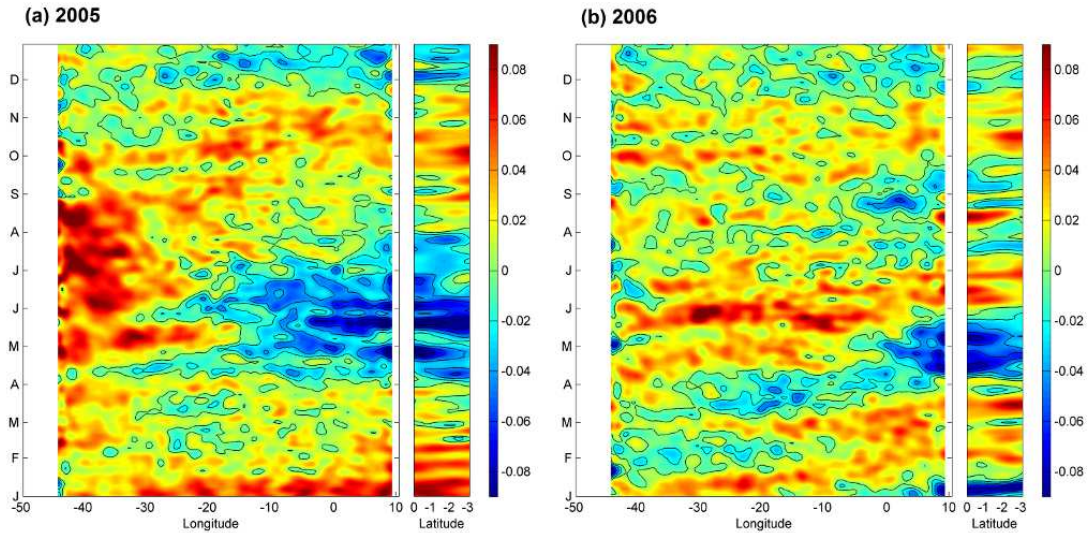 (a) 2005
(b) 2006
D
N
O
S
A
J
J
M
A
M
F
J
-50 -40 -30 -20 -10 0 10
Longitude
0 -1 -2 -3
Latitude
0.08
0.06
0.04
0.02
0
-0.02
-0.04
-0.06
-0.08
D
N
O
S
A
J
J
M
A
M
F
J
-50 -40 -30 -20 -10 0 10
Longitude
0 -1 -2 -3
Latitude
0.08
0.06
0.04
0.02
0
-0.02
-0.04
-0.06
-0.08